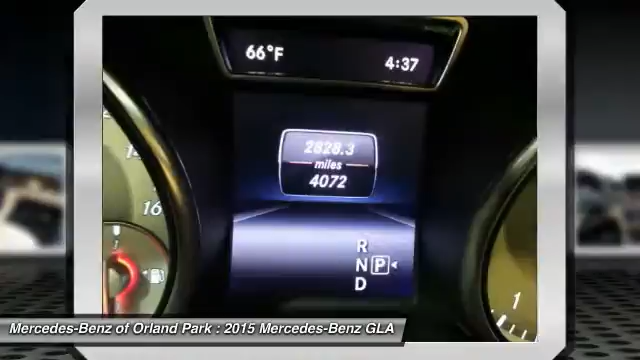 66°F
4:37
2828.3
miles
4072
16
R
N P
D
1
Mercedes-Benz of Orland Park : 2015 Mercedes-Benz GLA